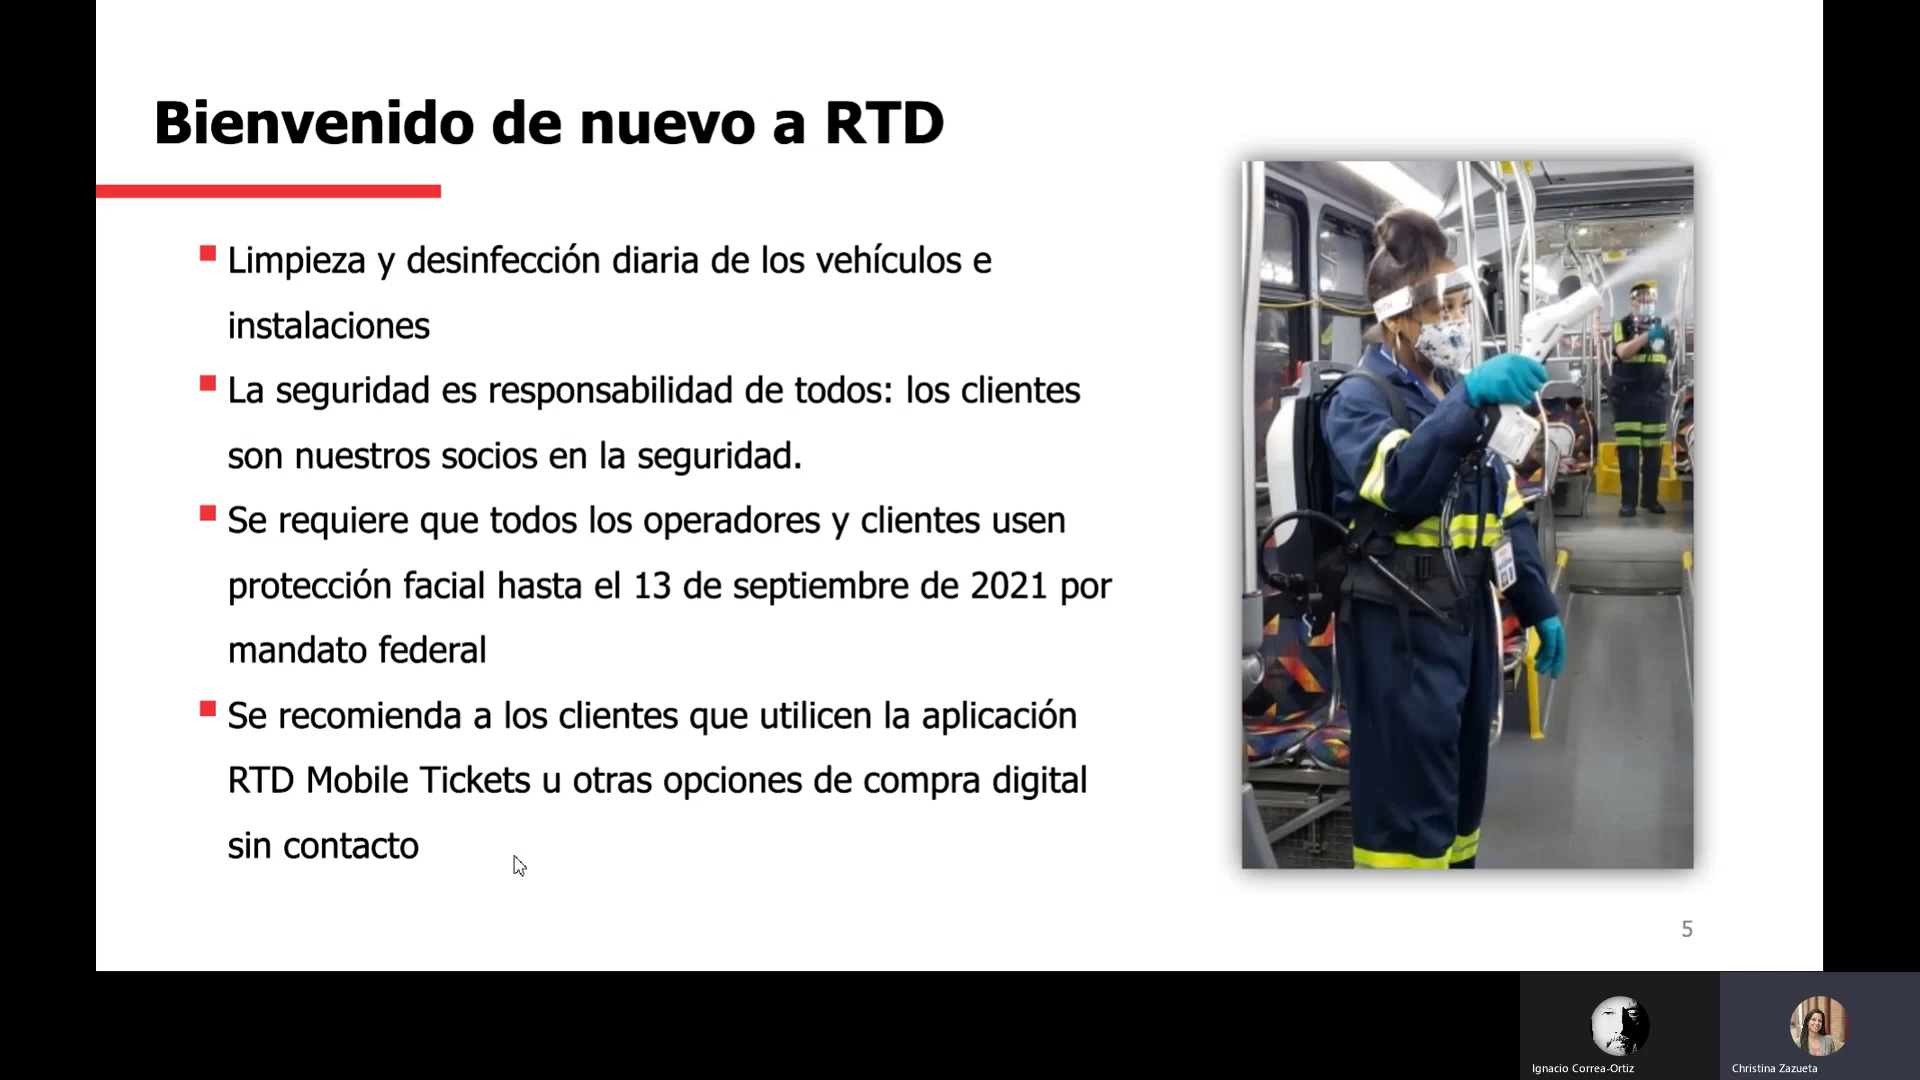 Bienvenido de nuevo a RTD
Limpieza y desinfección diaria de los vehículos e
instalaciones
La seguridad es responsabilidad de todos: los clientes
son nuestros socios en la seguridad.
Se requiere que todos los operadores y clientes usen
protección facial hasta el 13 de septiembre de 2021 por
mandato federal
Se recomienda a los clientes que utilicen la aplicación
RTD Mobile Tickets u otras opciones de compra digital
sin contacto
5
Ignacio Correa-Ortiz
Christina Zazueta